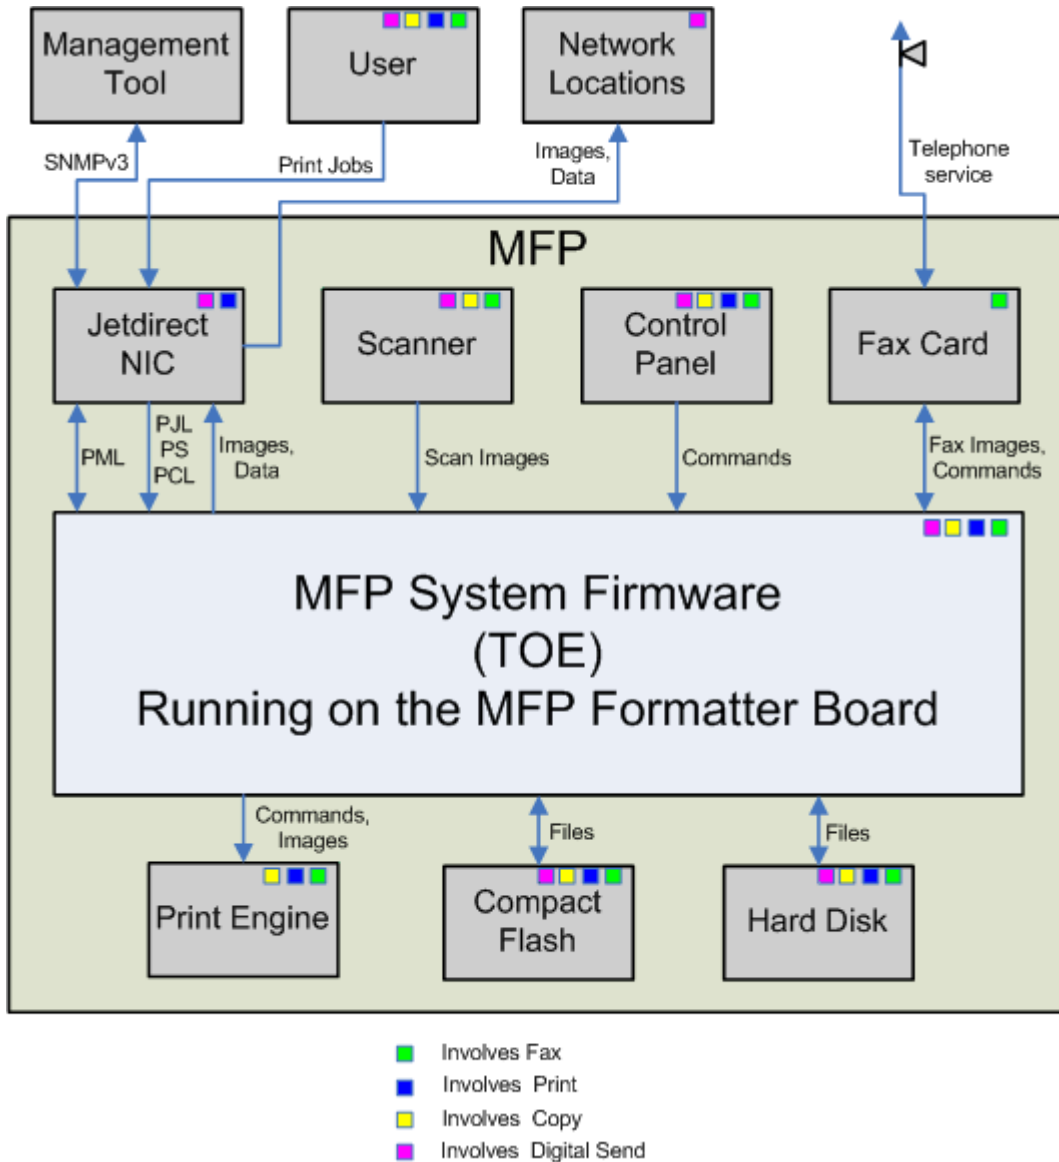 Management
Tool
User
Network
Locations
SNMPv3
Print Jobs
Images,
Data
Telephone
service
MFP
Jetdirect
NIC
Scanner
Control
Panel
Fax Card
PML
PJL
PS
PCL
Images,
Data
Scan Images
Commands
Fax Images,
Commands
MFP System Firmware
(TOE)
Running on the MFP Formatter Board
Commands,
Images
Files
Files
Print Engine
Compact
Flash
Hard Disk
Involves Fax
Involves Print
Involves Copy
Involves Digital Send